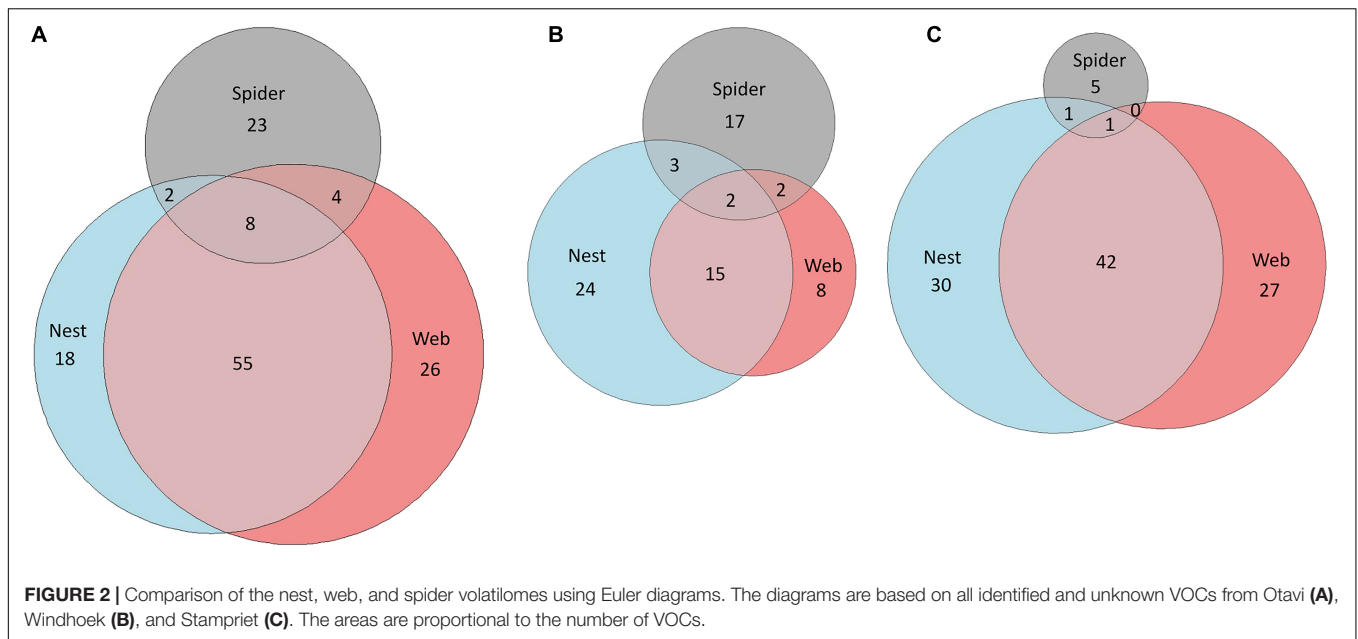 A
Spider
23
2
4
8
Nest
18
55
Web
26
B
Spider
17
3
2
2
Nest
24
15
Web
8
C
Spider
5
1
0
1
Nest
30
42
Web
27
FIGURE 2 | Comparison of the nest, web, and spider volatilomes using Euler diagrams. The diagrams are based on all identified and unknown VOCs from Otavi (A),
Windhoek (B), and Stampriet (C). The areas are proportional to the number of VOCs.